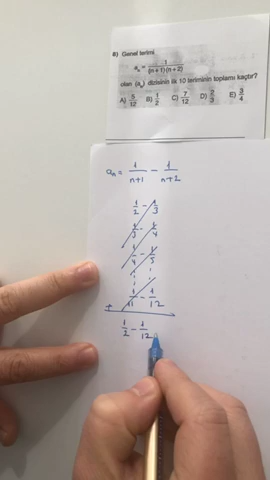 8) Genel terimi
aₙ = 1/((n+1)(n+2))
olan (aₙ) dizisinin ilk 10 teriminin toplamı kaçtır?
A) 5/12 B) 1/2 C) 7/12 D) 2/3 E) 3/4
aₙ = 1/(n+1) - 1/(n+2)
1/2 - 1/3
1/3 - 1/4
1/4 - 1/5
1/11 - 1/12
+
1/2 - 1/12